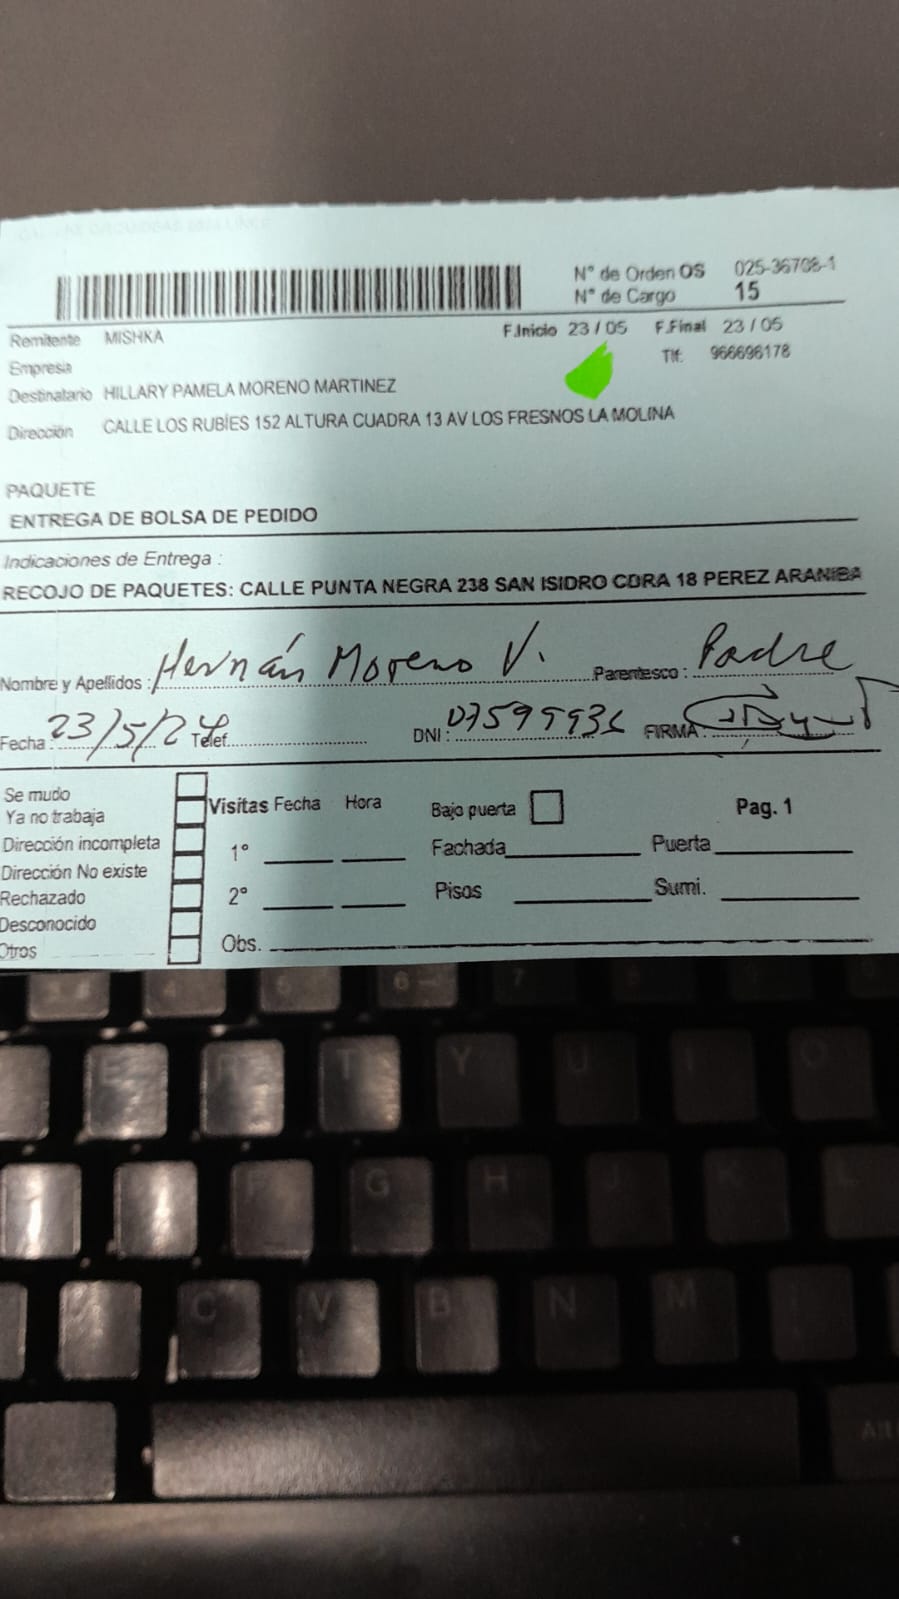 N° de Orden OS 025-36708-1
N° de Cargo 15
Remitente MISHKA F.Inicio 23 / 05 F.Final 23 / 05
Empresa Tlf: 966696178
Destinatario HILLARY PAMELA MORENO MARTINEZ
Dirección CALLE LOS RUBÍES 152 ALTURA CUADRA 13 AV LOS FRESNOS LA MOLINA
PAQUETE
ENTREGA DE BOLSA DE PEDIDO
Indicaciones de Entrega :
RECOJO DE PAQUETES: CALLE PUNTA NEGRA 238 SAN ISIDRO CDRA 18 PEREZ ARANIBA
Nombre y Apellidos : Hernán Moreno V. Parentesco : Padre
Fecha : 23/5/24 Telef. DNI : FIRMA :
Se mudo
Ya no trabaja
Dirección incompleta
Dirección No existe
Rechazado
Desconocido
Otros
Visitas Fecha Hora Bajo puerta Pag. 1
1° Fachada Puerta
2° Pisos Sumi.
Obs.
6 7
E R T Y U I O
F G H J K L
C V B N M
Alt